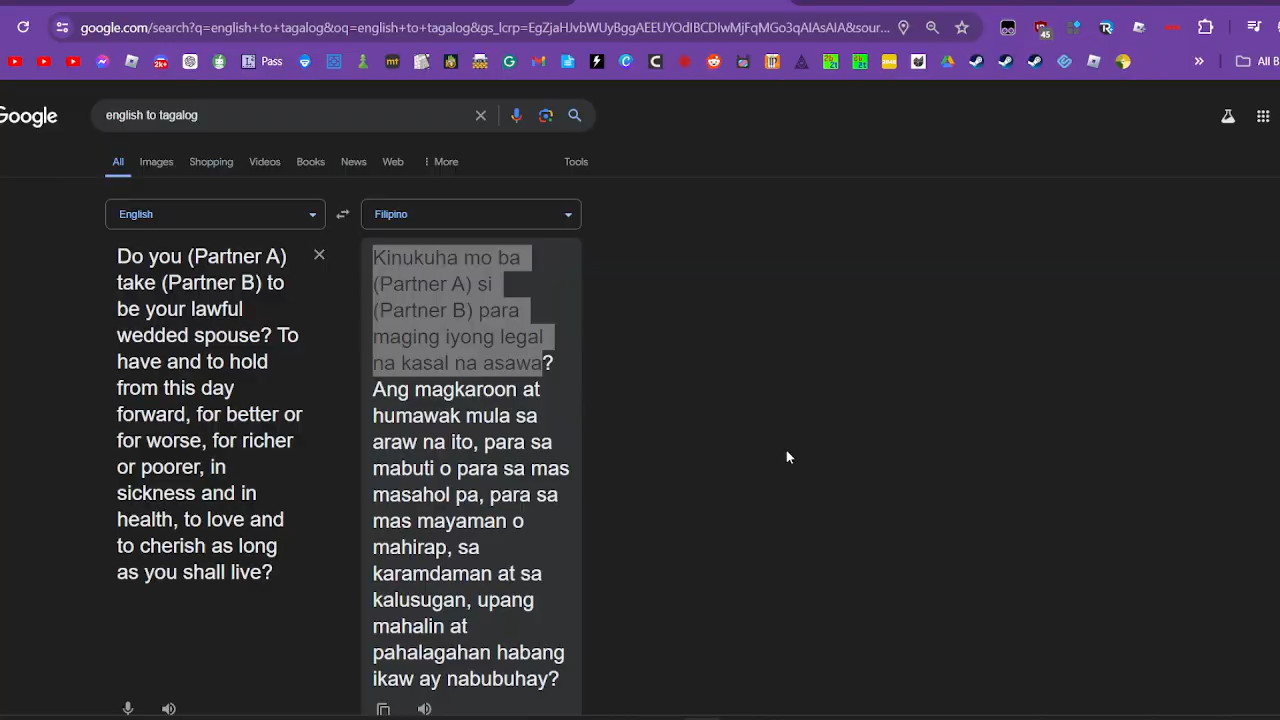 google.com/search?q=english+to+tagalog&oq=english+to+tagalog&gs_lcrp=EgZjaHJvbWUyBggAEEUYOdIBCDIwMjFqMGo3qAIAsAIA&sour...
45
Pass
All B
Google
english to tagalog
All Images Shopping Videos Books News Web More Tools
English
Filipino
Do you (Partner A)
take (Partner B) to
be your lawful
wedded spouse? To
have and to hold
from this day
forward, for better or
for worse, for richer
or poorer, in
sickness and in
health, to love and
to cherish as long
as you shall live?
Kinukuha mo ba
(Partner A) si
(Partner B) para
maging iyong legal
na kasal na asawa?
Ang magkaroon at
humawak mula sa
araw na ito, para sa
mabuti o para sa mas
masahol pa, para sa
mas mayaman o
mahirap, sa
karamdaman at sa
kalusugan, upang
mahalin at
pahalagahan habang
ikaw ay nabubuhay?